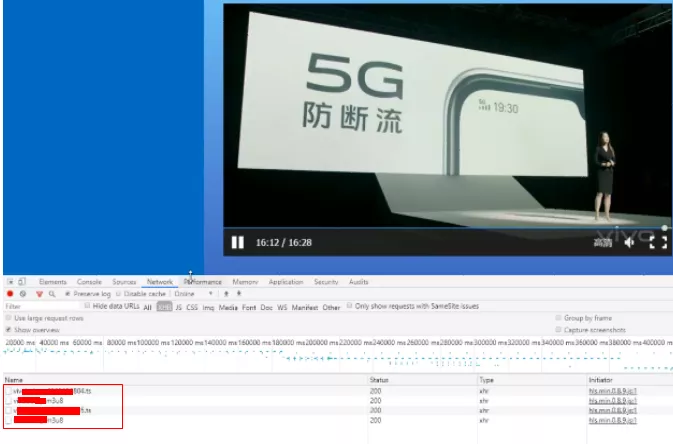 5G
防断流
5G 19:30
vivo
16:12 / 16:28
高清
Elements Console Sources Network Performance Memory Application Security Audits
Preserve log Disable cache Online
Filter Hide data URLs All XHR JS CSS Img Media Font Doc WS Manifest Other Only show requests with SameSite issues
Use large request rows Group by frame
Show overview Capture screenshots
20000 ms 40000 ms 60000 ms 80000 ms 100000 ms 120000 ms 140000 ms 160000 ms 180000 ms 200000 ms 220000 ms 240000 ms 260000 ms 280000 ms 300000 ms 320000 ms 340000 ms 360000 ms 380000 ms 400000
Name Status Type Initiator
804.ts 200 xhr hls.min.0.8.9.js:1
m3u8 200 xhr hls.min.0.8.9.js:1
.ts 200 xhr hls.min.0.8.9.js:1
m3u8 200 xhr hls.min.0.8.9.js:1